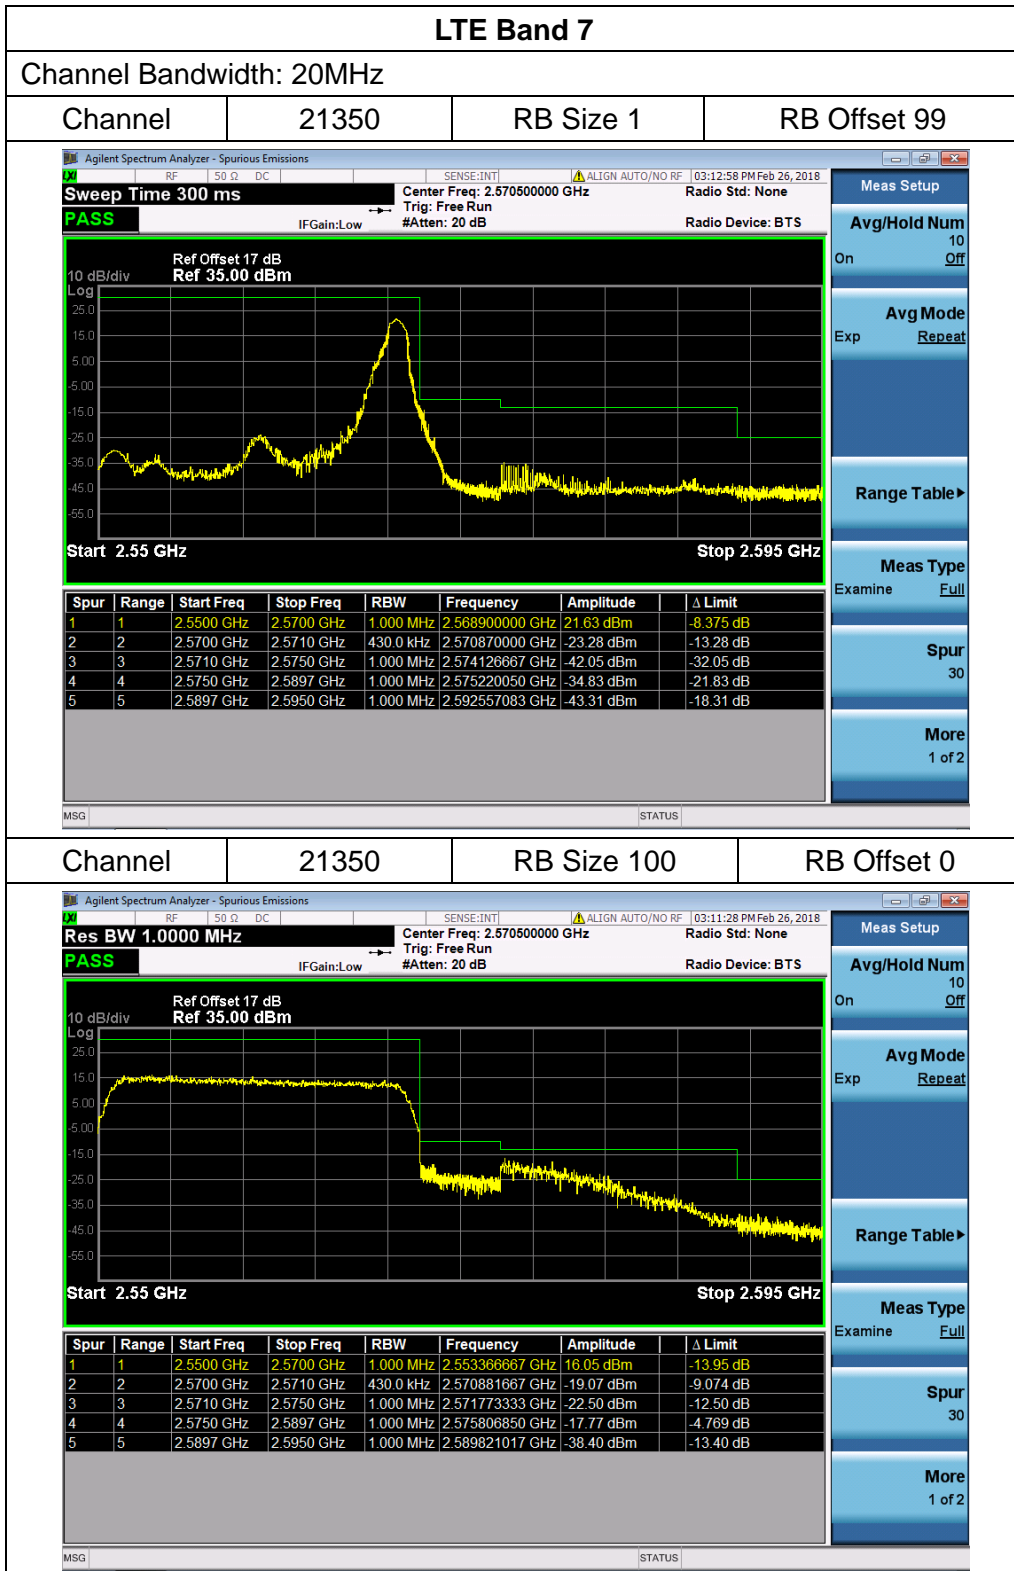 LTE Band 7
Channel Bandwidth: 20MHz
Channel 21350 RB Size 1 RB Offset 99
Agilent Spectrum Analyzer - Spurious Emissions
LXI RF 50 Ω DC SENSE:INT ALIGN AUTO/NO RF 03:12:58 PM Feb 26, 2018
Sweep Time 300 ms Center Freq: 2.570500000 GHz Radio Std: None Meas Setup
Trig: Free Run
PASS IFGain:Low #Atten: 20 dB Radio Device: BTS
Avg/Hold Num
10
On Off
Ref Offset 17 dB
10 dB/div Ref 35.00 dBm
Log
25.0
15.0
5.00
-5.00
-15.0
-25.0
-35.0
-45.0
-55.0
Avg Mode
Exp Repeat
Range Table
Start 2.55 GHz Stop 2.595 GHz
Meas Type
Examine Full
Spur Range Start Freq Stop Freq RBW Frequency Amplitude Δ Limit
1 1 2.5500 GHz 2.5700 GHz 1.000 MHz 2.568900000 GHz 21.63 dBm -8.375 dB
2 2 2.5700 GHz 2.5710 GHz 430.0 kHz 2.570870000 GHz -23.28 dBm -13.28 dB
3 3 2.5710 GHz 2.5750 GHz 1.000 MHz 2.574126667 GHz -42.05 dBm -32.05 dB
4 4 2.5750 GHz 2.5897 GHz 1.000 MHz 2.575220050 GHz -34.83 dBm -21.83 dB
5 5 2.5897 GHz 2.5950 GHz 1.000 MHz 2.592557083 GHz -43.31 dBm -18.31 dB
Spur
30
More
1 of 2
MSG STATUS
Channel 21350 RB Size 100 RB Offset 0
Agilent Spectrum Analyzer - Spurious Emissions
LXI RF 50 Ω DC SENSE:INT ALIGN AUTO/NO RF 03:11:28 PM Feb 26, 2018
Res BW 1.0000 MHz Center Freq: 2.570500000 GHz Radio Std: None Meas Setup
Trig: Free Run
PASS IFGain:Low #Atten: 20 dB Radio Device: BTS
Avg/Hold Num
10
On Off
Ref Offset 17 dB
10 dB/div Ref 35.00 dBm
Log
25.0
15.0
5.00
-5.00
-15.0
-25.0
-35.0
-45.0
-55.0
Avg Mode
Exp Repeat
Range Table
Start 2.55 GHz Stop 2.595 GHz
Meas Type
Examine Full
Spur Range Start Freq Stop Freq RBW Frequency Amplitude Δ Limit
1 1 2.5500 GHz 2.5700 GHz 1.000 MHz 2.553366667 GHz 16.05 dBm -13.95 dB
2 2 2.5700 GHz 2.5710 GHz 430.0 kHz 2.570881667 GHz -19.07 dBm -9.074 dB
3 3 2.5710 GHz 2.5750 GHz 1.000 MHz 2.571773333 GHz -22.50 dBm -12.50 dB
4 4 2.5750 GHz 2.5897 GHz 1.000 MHz 2.575806850 GHz -17.77 dBm -4.769 dB
5 5 2.5897 GHz 2.5950 GHz 1.000 MHz 2.589821017 GHz -38.40 dBm -13.40 dB
Spur
30
More
1 of 2
MSG STATUS